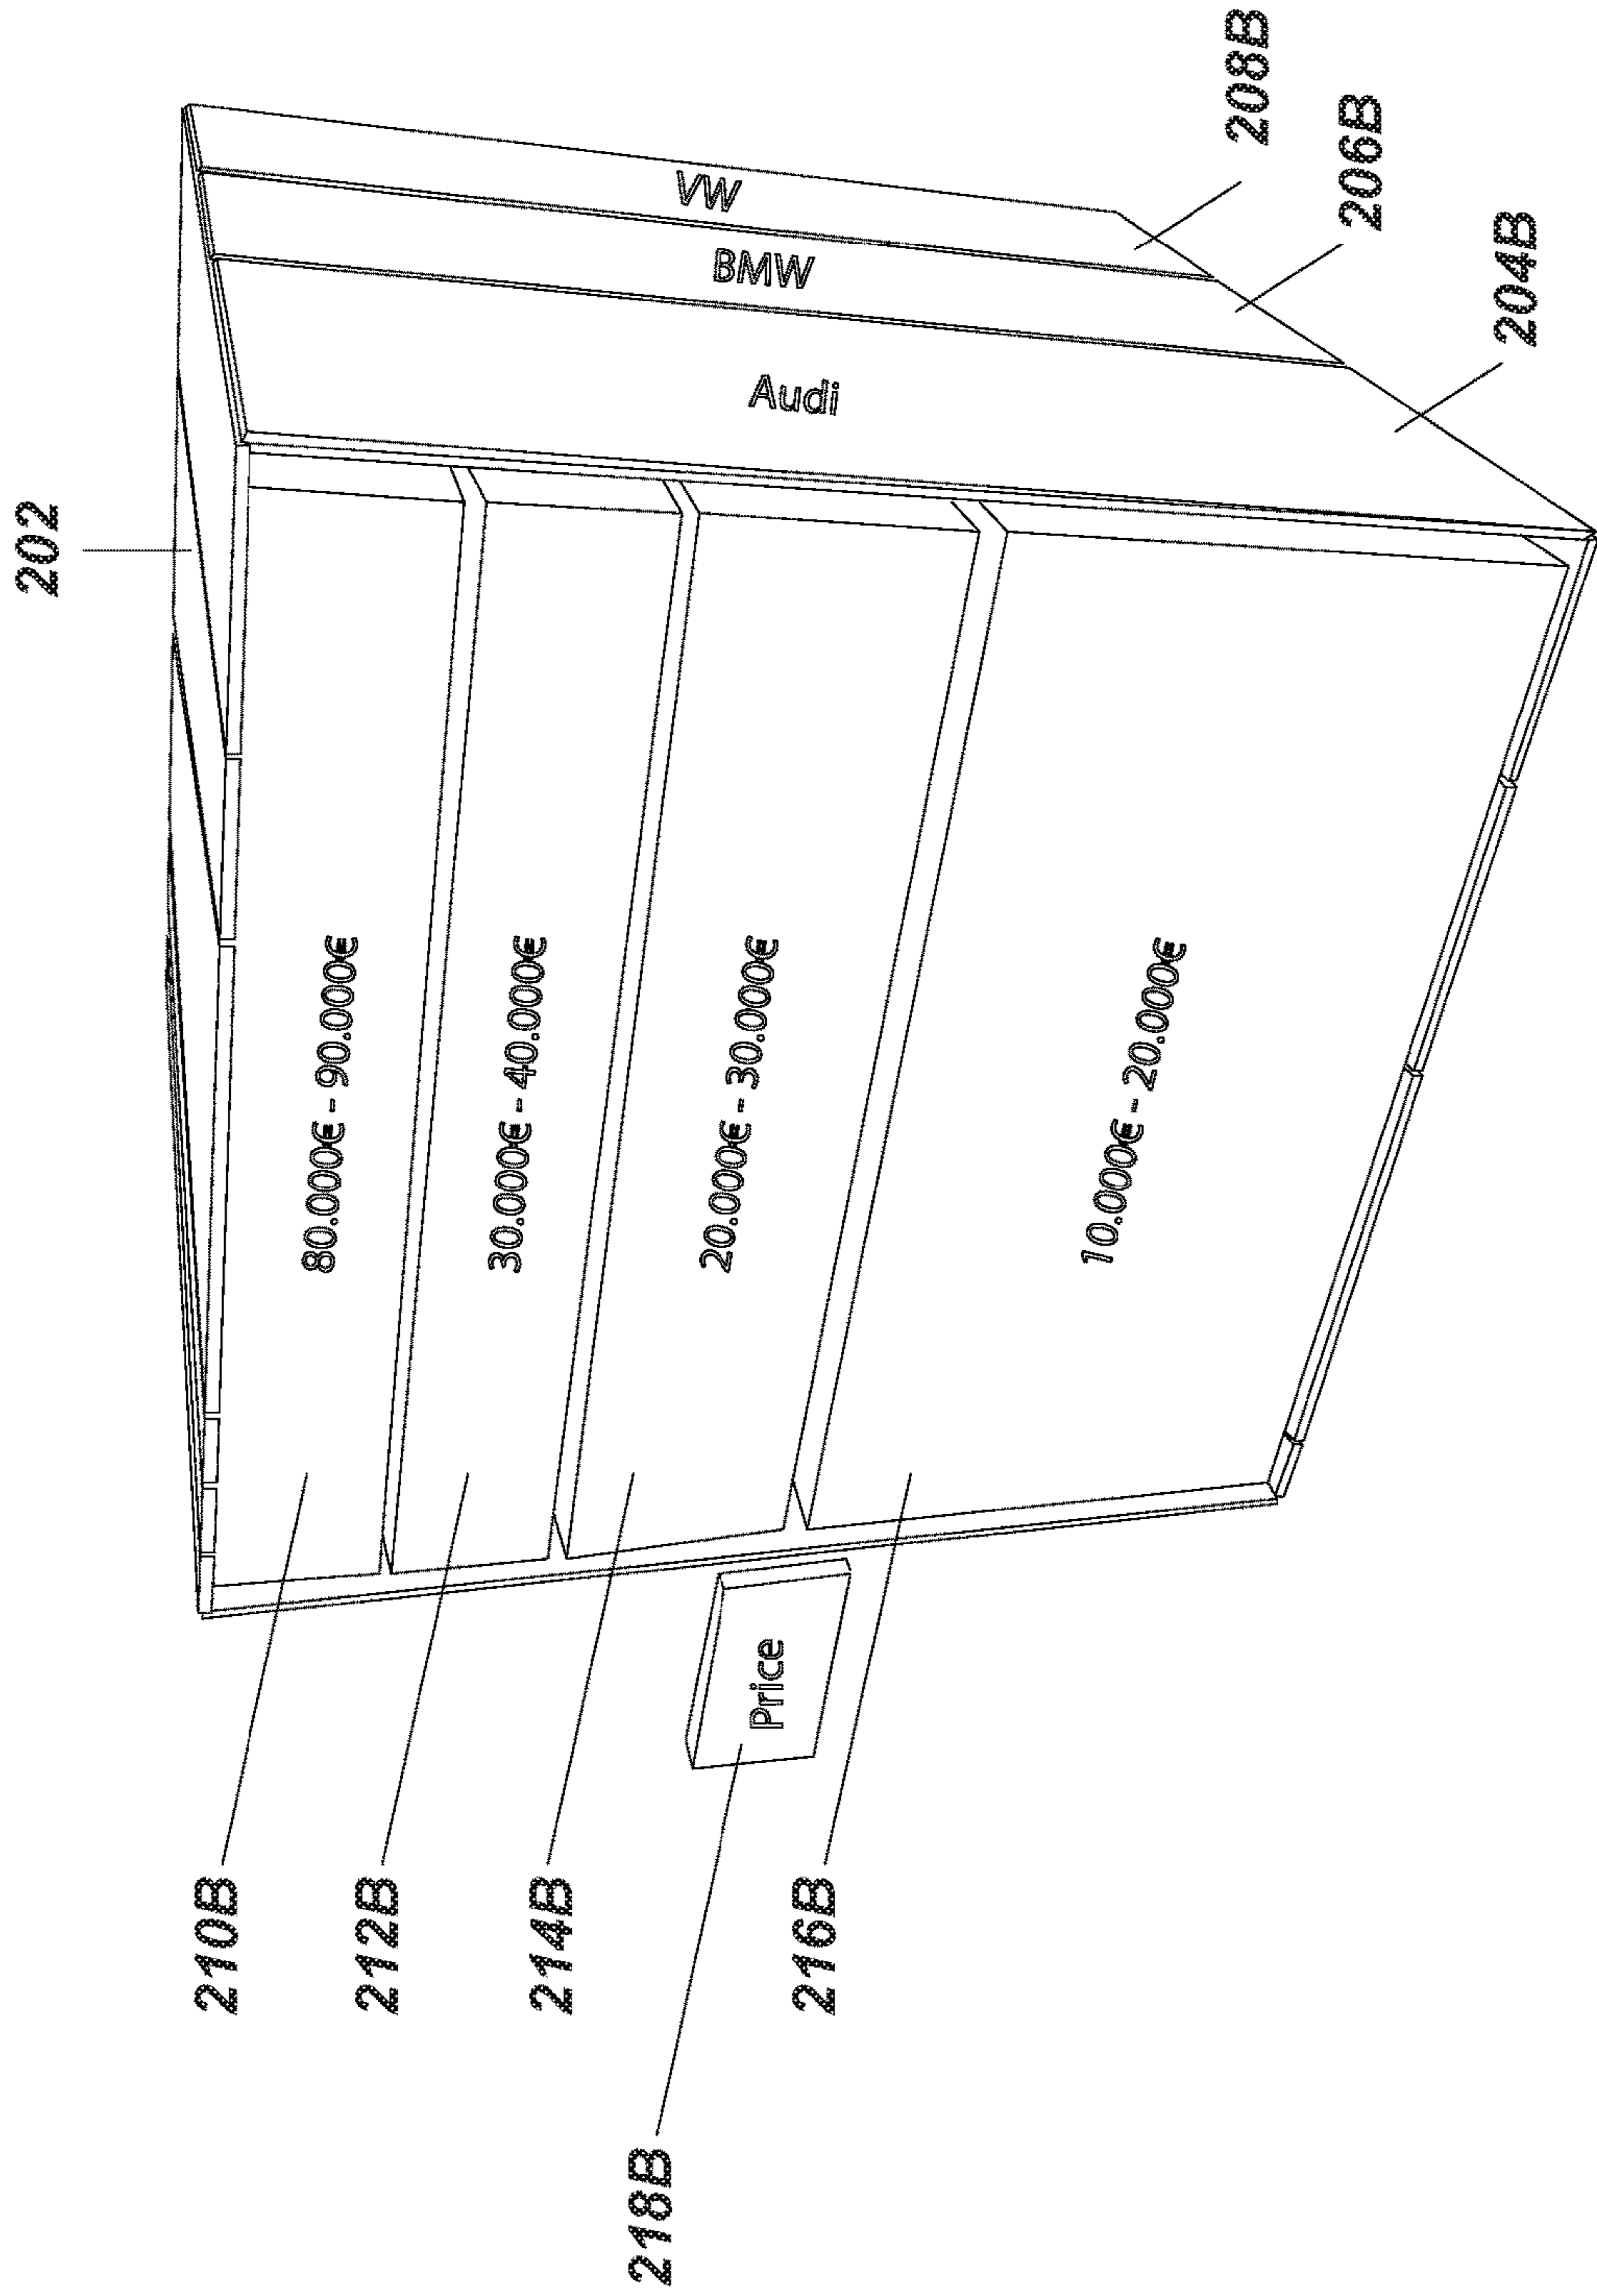 202
210B
80.000€ - 90.000€
212B
30.000€ - 40.000€
214B
218B
VW
20.000€ - 30.000€
BMW
Price
Audi
216B
10.000€ - 20.000€
208B
206B
204B